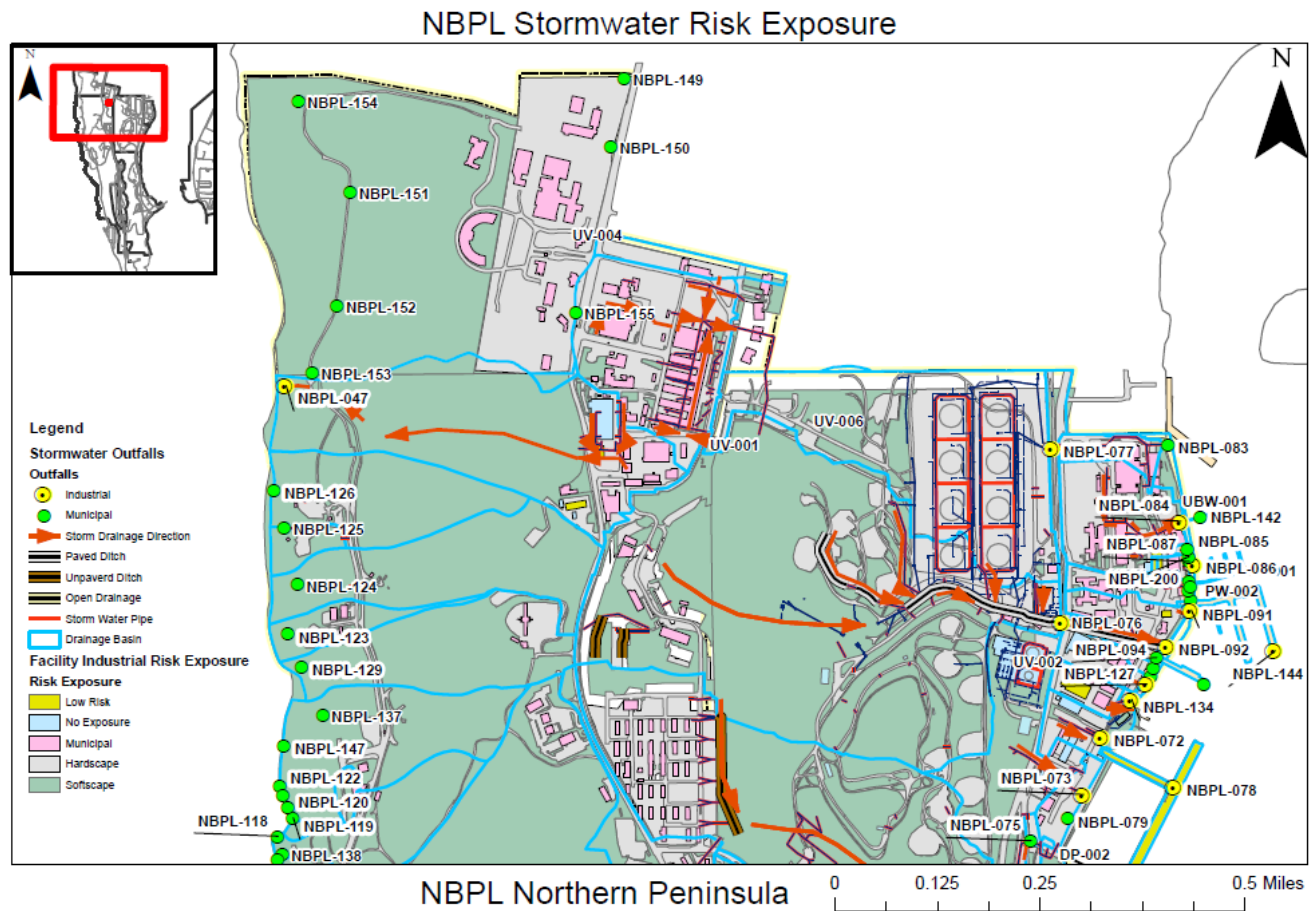 NBPL Stormwater Risk Exposure
N
N
NBPL-149
NBPL-154
NBPL-150
NBPL-151
UV-004
NBPL-152
NBPL-155
NBPL-153
NBPL-047
UV-006
UV-001
NBPL-077
NBPL-083
Legend
Stormwater Outfalls
Outfalls
Industrial
Municipal
Storm Drainage Direction
Paved Ditch
Unpaverd Ditch
Open Drainage
Storm Water Pipe
Drainage Basin
Facility Industrial Risk Exposure
Risk Exposure
Low Risk
No Exposure
Municipal
Hardscape
Softscape
NBPL-126
NBPL-125
NBPL-124
NBPL-123
NBPL-129
NBPL-137
NBPL-147
NBPL-122
NBPL-120
NBPL-119
NBPL-118
NBPL-138
UBW-001
NBPL-084
NBPL-142
NBPL-087
NBPL-085
NBPL-086
01
NBPL-200
PW-002
NBPL-091
NBPL-076
NBPL-094
NBPL-092
UV-002
NBPL-127
NBPL-144
NBPL-134
NBPL-072
NBPL-073
NBPL-078
NBPL-075
NBPL-079
DP-002
NBPL Northern Peninsula
0 0.125 0.25 0.5 Miles